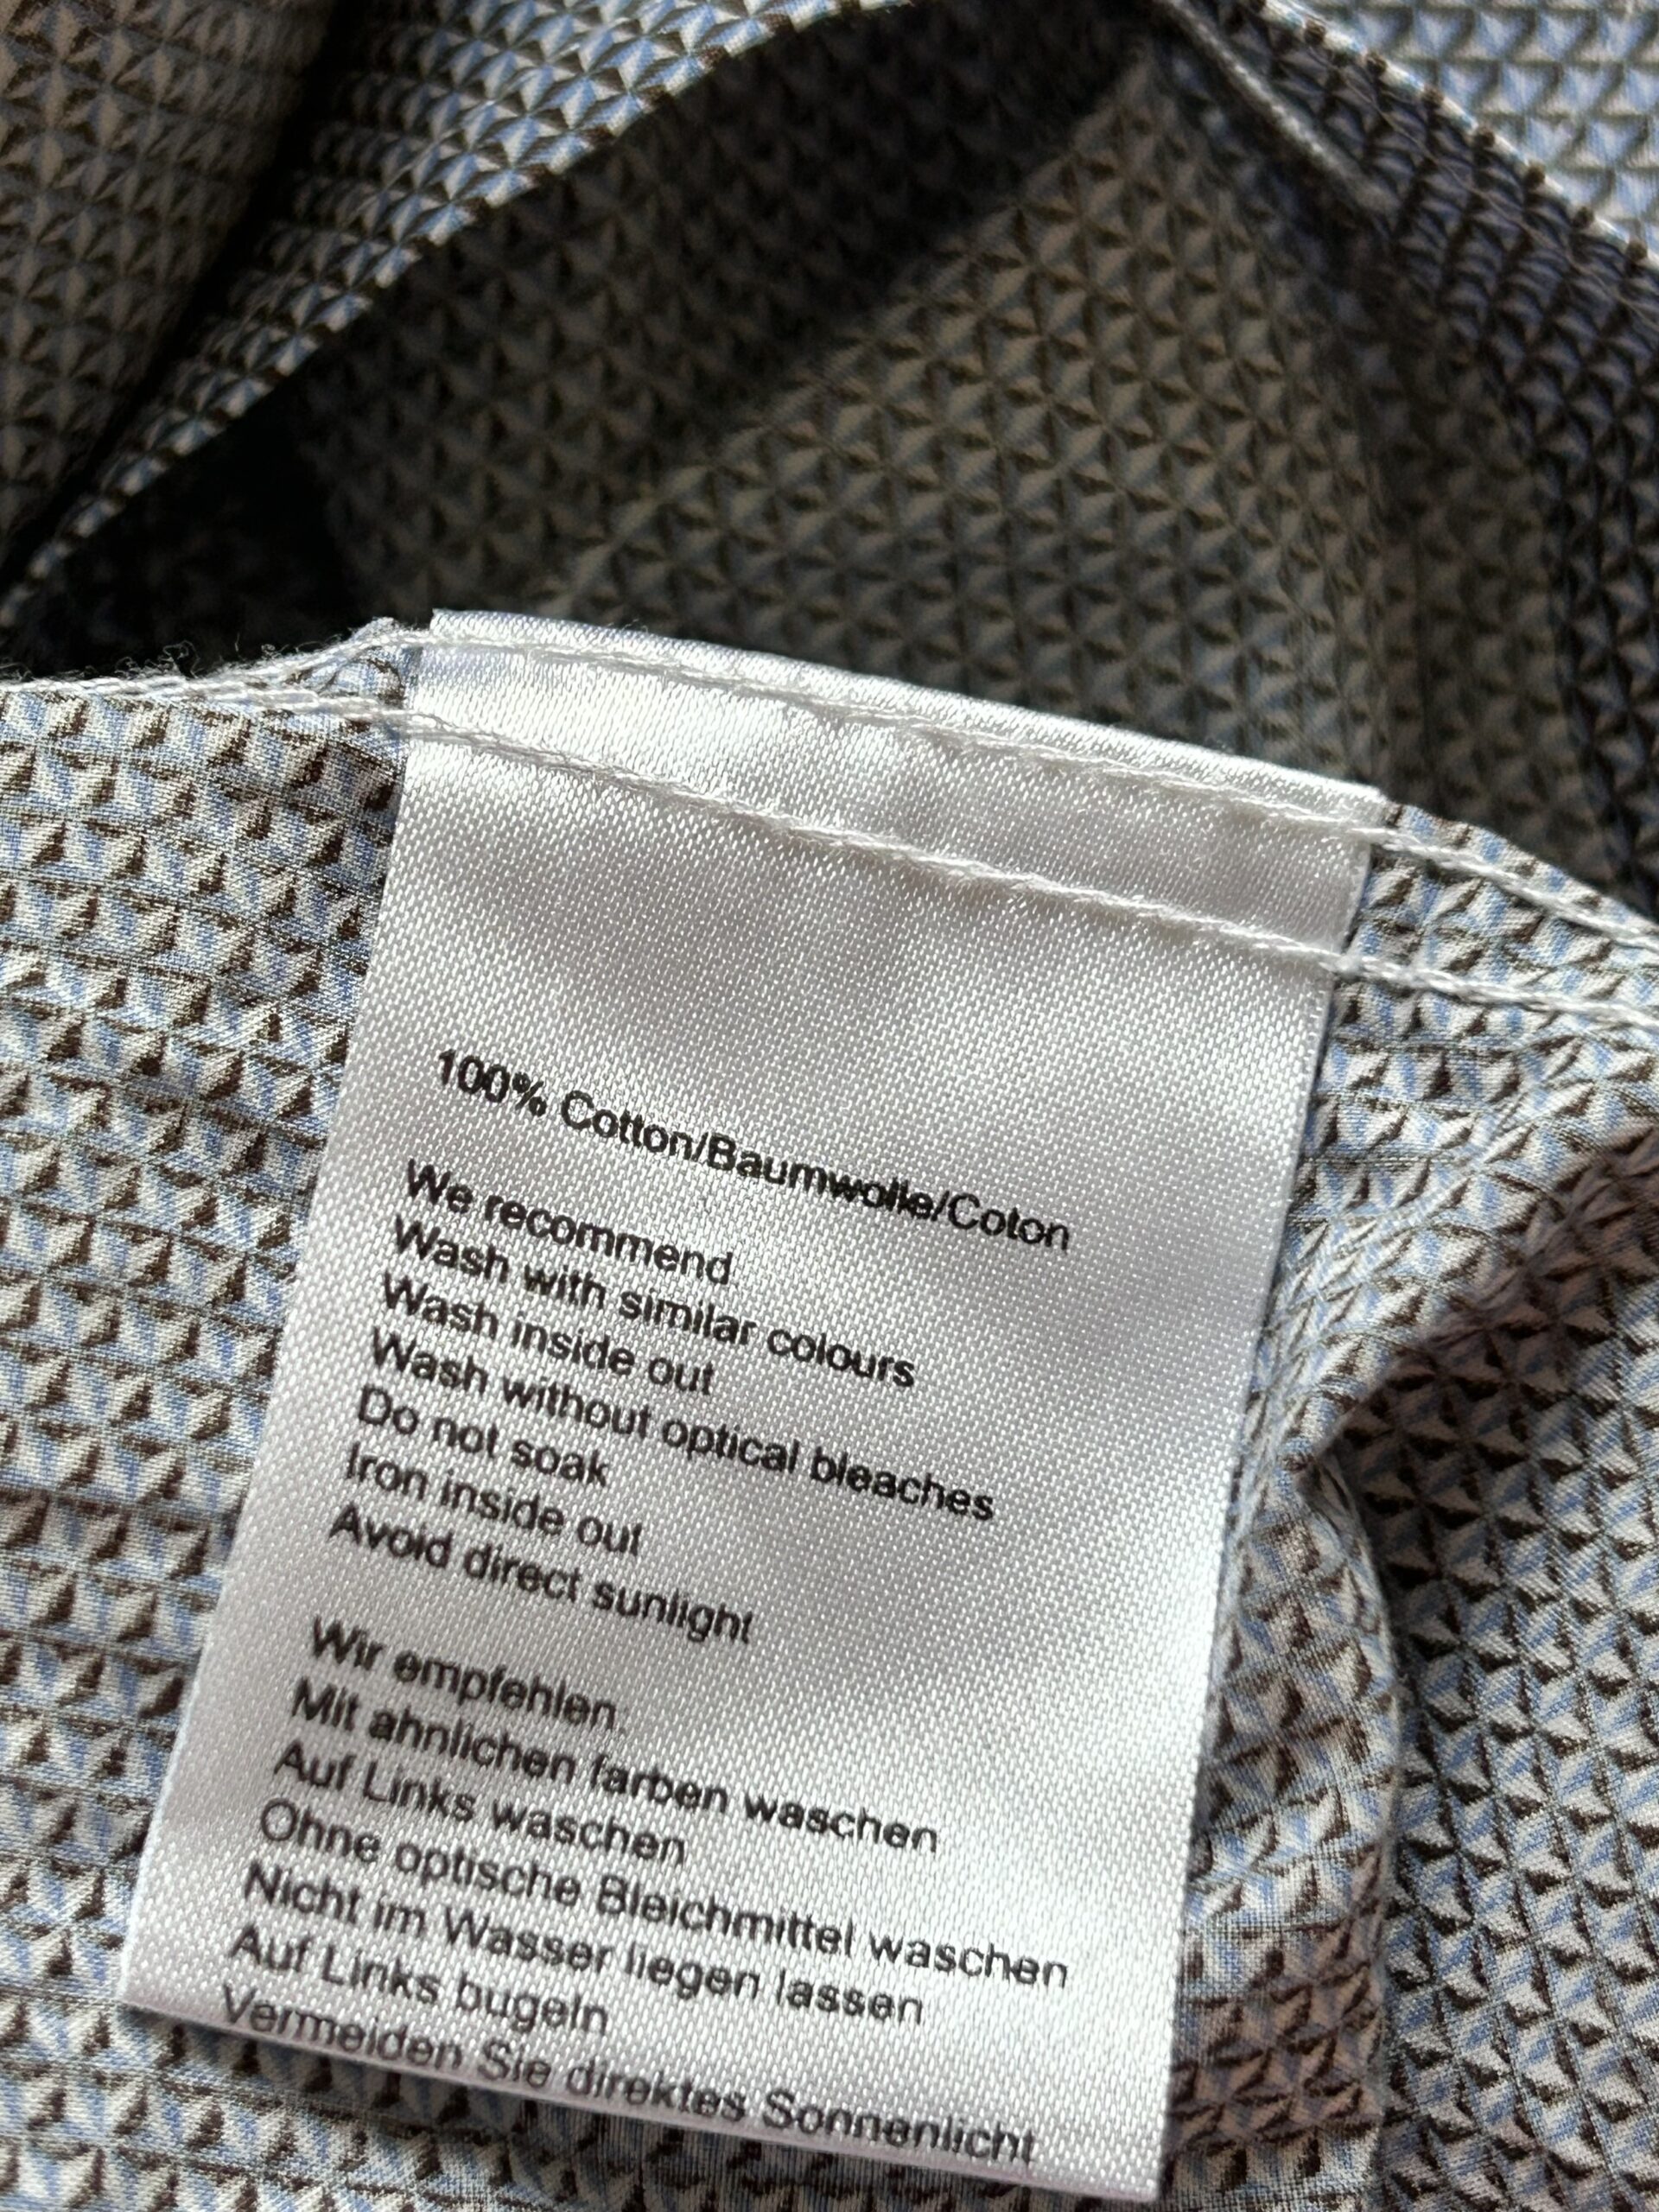 100% Cotton/Baumwolle/Coton
We recommend
Wash with similar colours
Wash inside out
Wash without optical bleaches
Do not soak
Iron inside out
Avoid direct sunlight
Wir empfehlen.
Mit ahnlichen farben waschen
Auf Links waschen
Ohne optische Bleichmittel waschen
Nicht im Wasser liegen lassen
Auf Links bugeln
Vermeiden Sie direktes Sonnenlicht